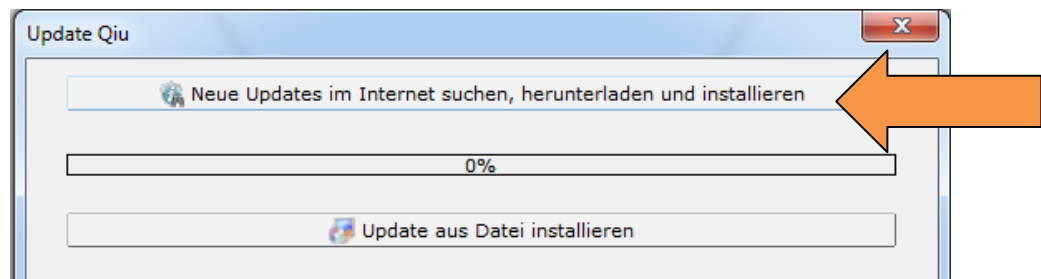 Update Qiu
Neue Updates im Internet suchen, herunterladen und installieren
0%
Update aus Datei installieren